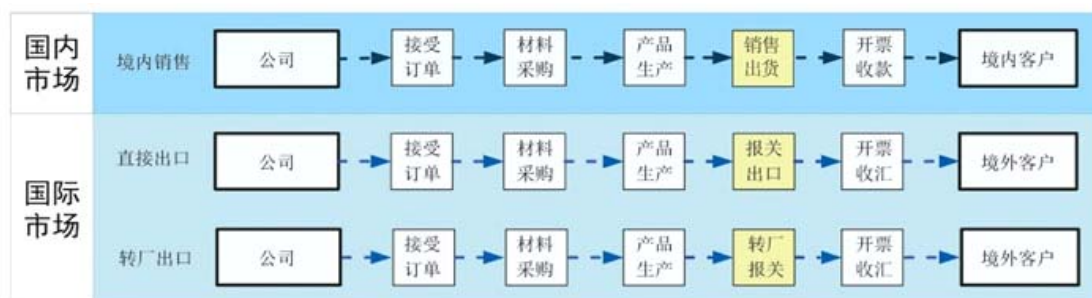 国内
市场
境内销售
公司
接受
订单
材料
采购
产品
生产
销售
出货
开票
收款
境内客户
国际
市场
直接出口
公司
接受
订单
材料
采购
产品
生产
报关
出口
开票
收汇
境外客户
转厂出口
公司
接受
订单
材料
采购
产品
生产
转厂
报关
开票
收汇
境外客户